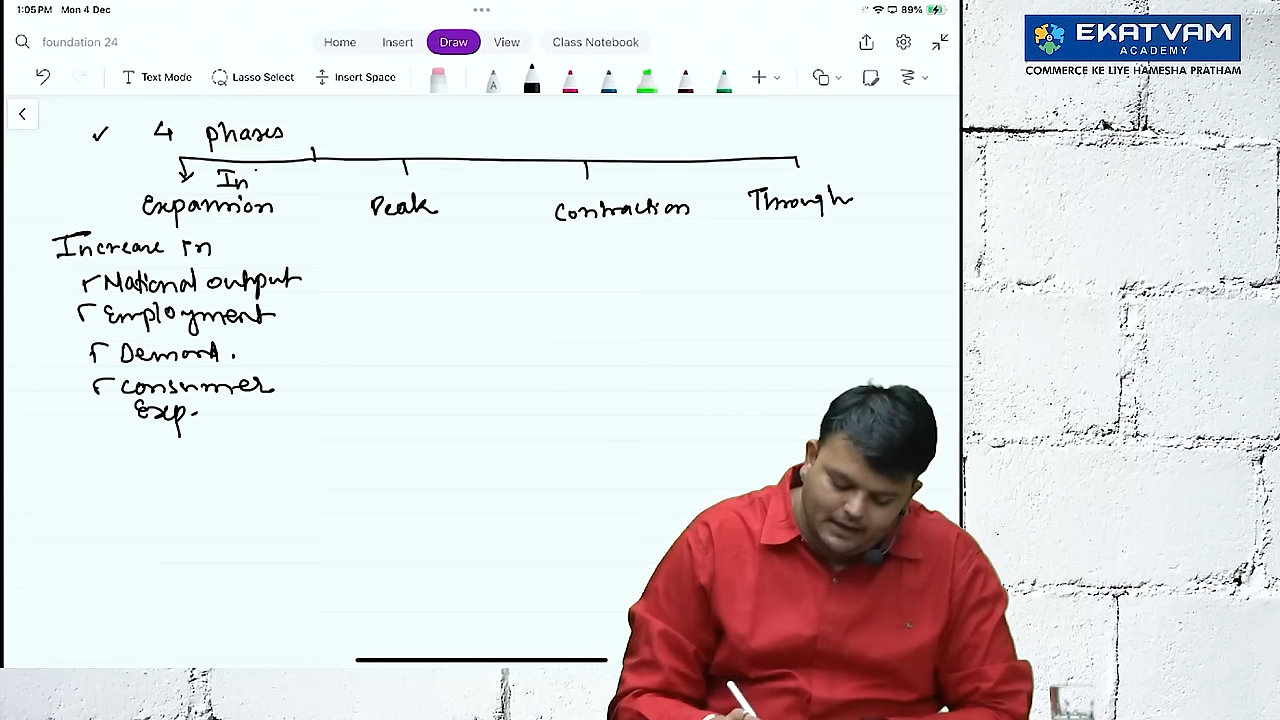 1:05 PM Mon 4 Dec
89%
foundation 24
Home Insert Draw View Class Notebook
Text Mode Lasso Select Insert Space
EKATVAM
ACADEMY
COMMERCE KE LIYE HAMESHA PRATHAM
4 phases
In
Expansion Peak Contraction Through
Increase in
National output
Employment
Demand.
Consumer
Exp.